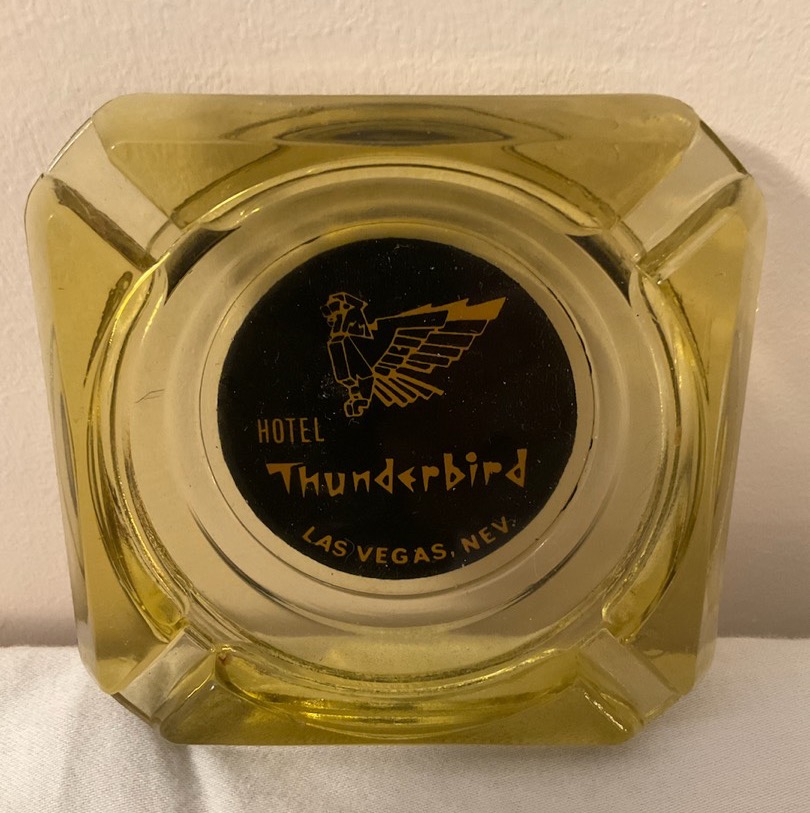 HOTEL
Thunderbird
LAS VEGAS, NEV.